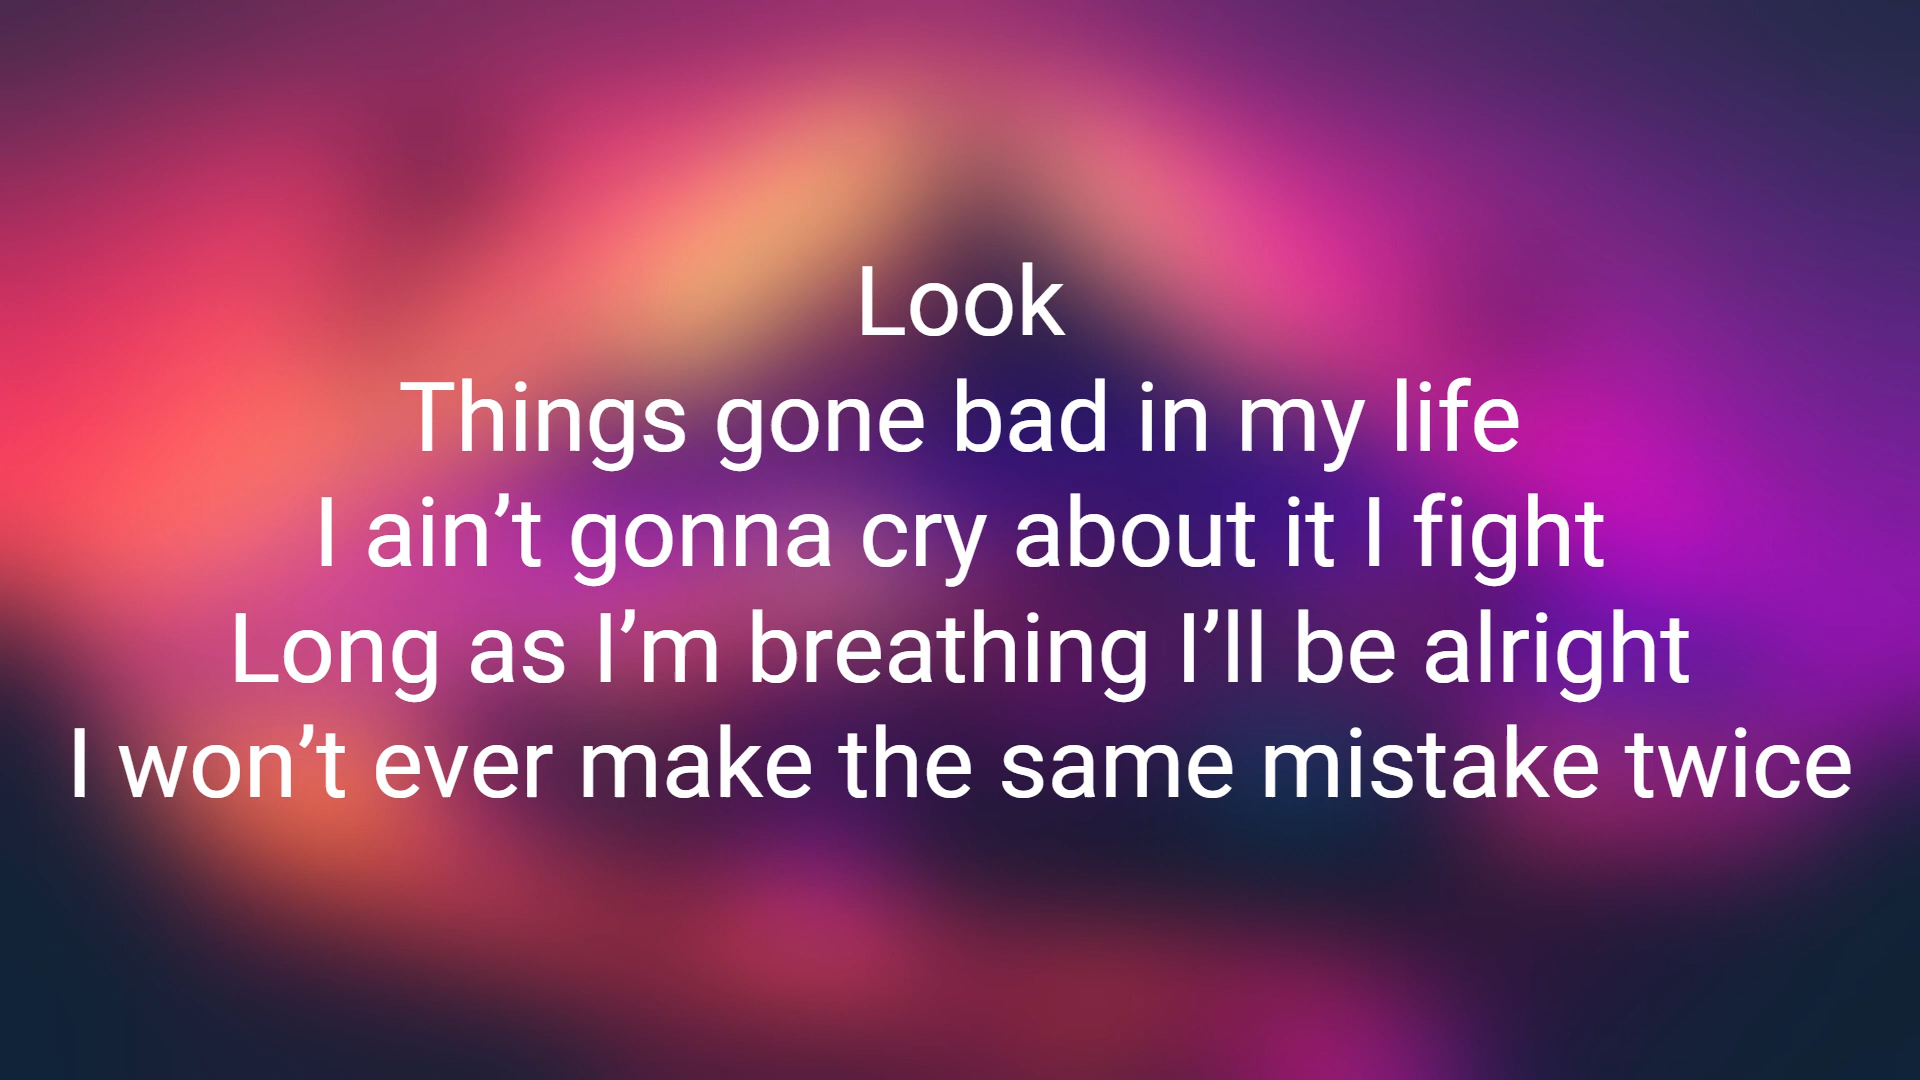 Look
Things gone bad in my life
I ain’t gonna cry about it I fight
Long as I’m breathing I’ll be alright
I won’t ever make the same mistake twice